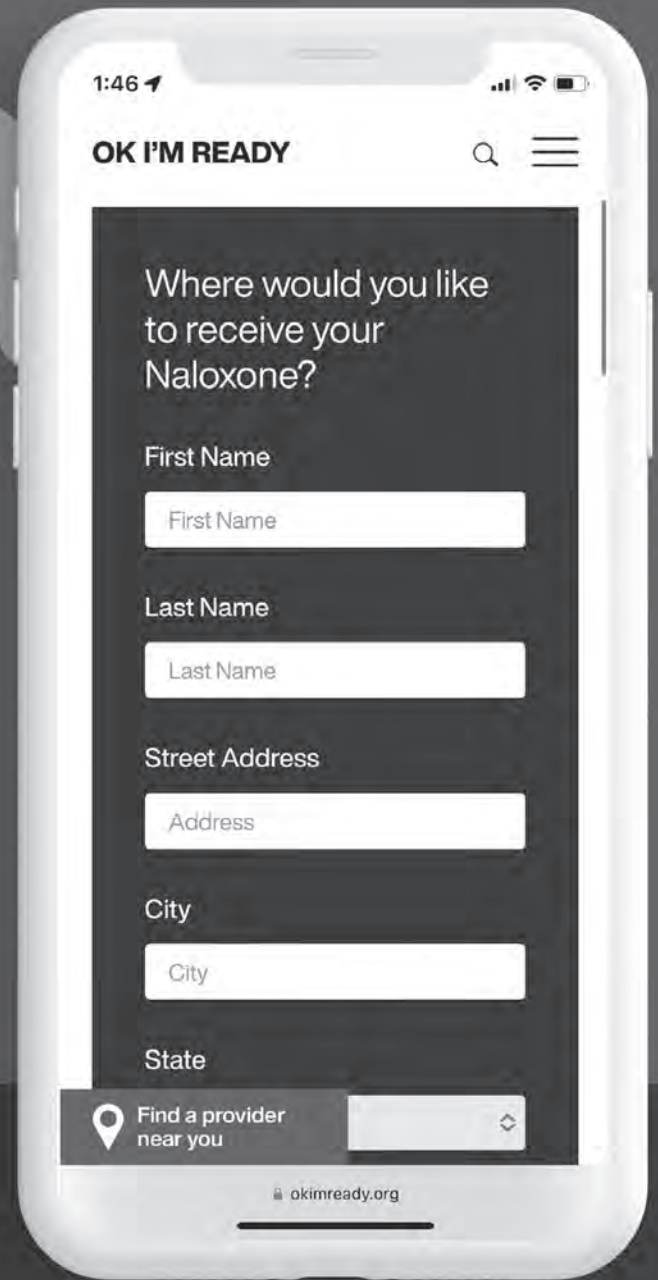 1:46
OK I'M READY
Where would you like
to receive your
Naloxone?
First Name
First Name
Last Name
Last Name
Street Address
Address
City
City
State
Find a provider
near you
okimready.org